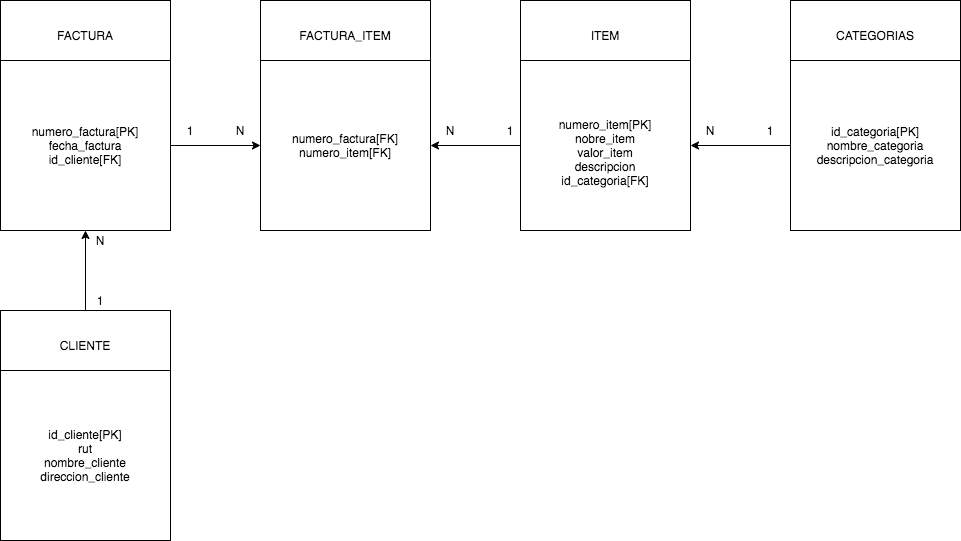 FACTURA
numero_factura[PK]
fecha_factura
id_cliente[FK]
1 N
FACTURA_ITEM
numero_factura[FK]
numero_item[FK]
N 1
ITEM
numero_item[PK]
nobre_item
valor_item
descripcion
id_categoria[FK]
N 1
CATEGORIAS
id_categoria[PK]
nombre_categoria
descripcion_categoria
N
1
CLIENTE
id_cliente[PK]
rut
nombre_cliente
direccion_cliente